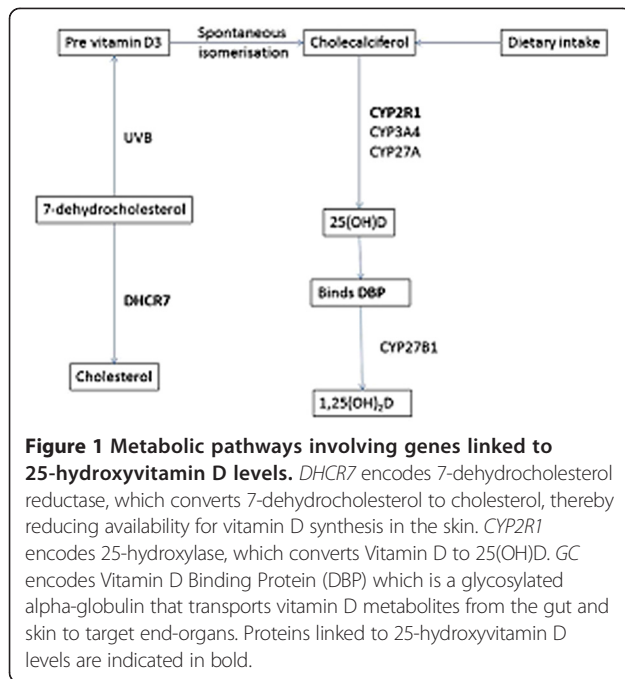 Pre vitamin D3
Spontaneous
isomerisation
Cholecalciferol
Dietary intake
UVB
CYP2R1
CYP3A4
CYP27A
7-dehydrocholesterol
25(OH)D
DHCR7
Binds DBP
CYP27B1
Cholesterol
1,25(OH)₂D
Figure 1 Metabolic pathways involving genes linked to
25-hydroxyvitamin D levels. DHCR7 encodes 7-dehydrocholesterol
reductase, which converts 7-dehydrocholesterol to cholesterol, thereby
reducing availability for vitamin D synthesis in the skin. CYP2R1
encodes 25-hydroxylase, which converts Vitamin D to 25(OH)D. GC
encodes Vitamin D Binding Protein (DBP) which is a glycosylated
alpha-globulin that transports vitamin D metabolites from the gut and
skin to target end-organs. Proteins linked to 25-hydroxyvitamin D
levels are indicated in bold.